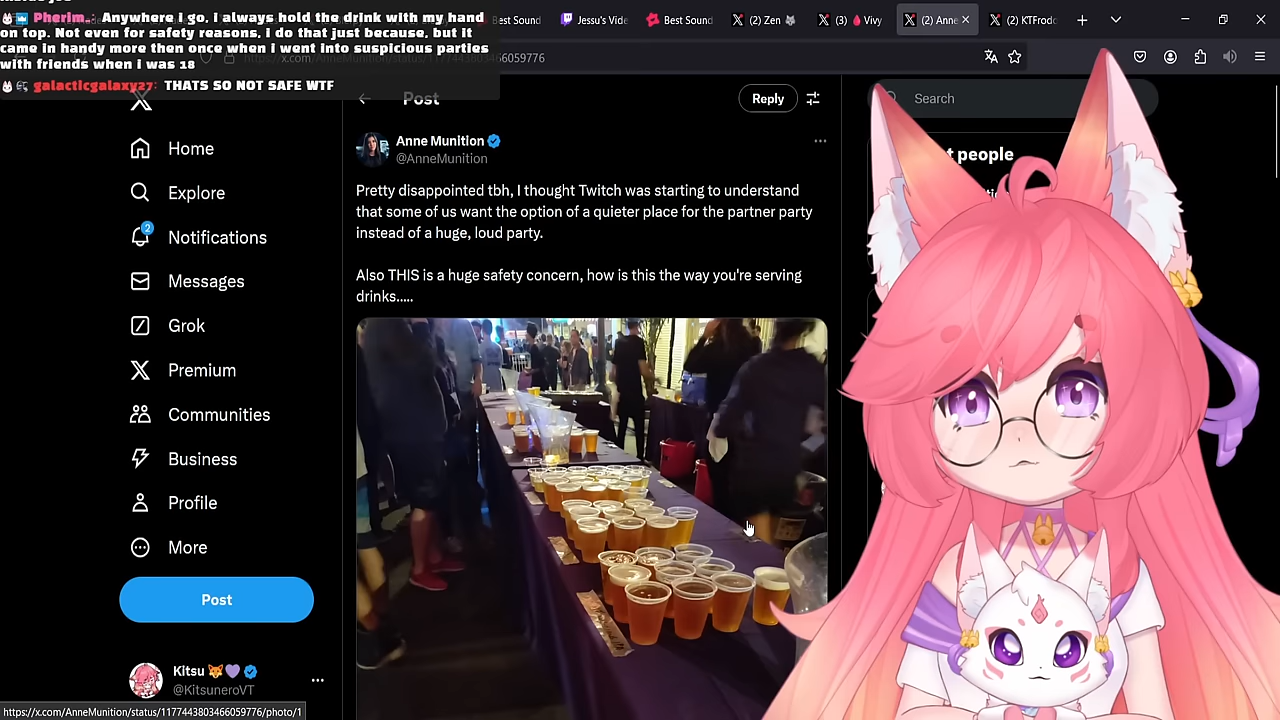 Pherim.: Anywhere i go, i always hold the drink with my hand
on top. Not even for safety reasons, i do that just because, but it
came in handy more then once when i went into suspicious parties
with friends when i was 18
galacticgalaxy27: THATS SO NOT SAFE WTF
Best Sound
Jessu's Vide
Best Sound
(2) Zen
(3) Vivy
(2) Anne
(2) KTFrod
https://x.com/AnneMunition/status/1177443803466059776
Post
Reply
Search
Home
Explore
2
Notifications
Messages
Grok
Premium
Communities
Business
Profile
More
Post
Kitsu
@KitsuneroVT
Anne Munition
@AnneMunition
Pretty disappointed tbh, I thought Twitch was starting to understand
that some of us want the option of a quieter place for the partner party
instead of a huge, loud party.
Also THIS is a huge safety concern, how is this the way you're serving
drinks.....
people
https://x.com/AnneMunition/status/1177443803466059776/photo/1